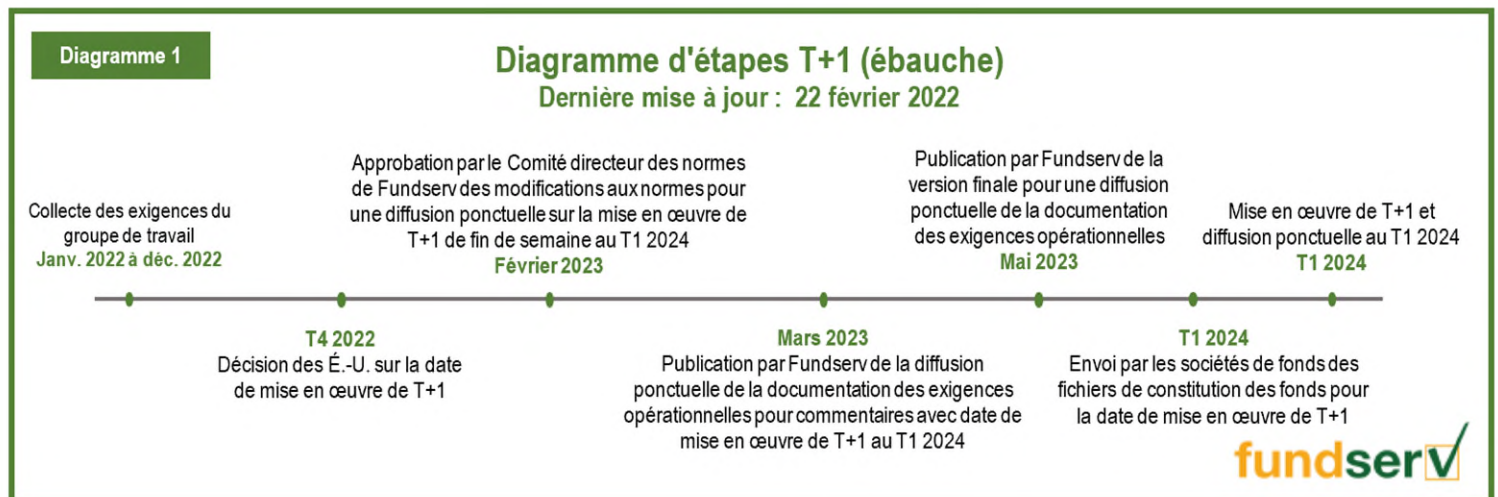 Diagramme 1
Diagramme d'étapes T+1 (ébauche)
Dernière mise à jour : 22 février 2022
Collecte des exigences du
groupe de travail
Janv. 2022 à déc. 2022
T4 2022
Décision des É.-U. sur la date
de mise en œuvre de T+1
Approbation par le Comité directeur des normes
de Fundserv des modifications aux normes pour
une diffusion ponctuelle sur la mise en œuvre de
T+1 de fin de semaine au T1 2024
Février 2023
Mars 2023
Publication par Fundserv de la diffusion
ponctuelle de la documentation des exigences
opérationnelles pour commentaires avec date de
mise en œuvre de T+1 au T1 2024
Publication par Fundserv de la
version finale pour une diffusion
ponctuelle de la documentation
des exigences opérationnelles
Mai 2023
T1 2024
Envoi par les sociétés de fonds des
fichiers de constitution des fonds pour
la date de mise en œuvre de T+1
Mise en œuvre de T+1 et
diffusion ponctuelle au T1 2024
T1 2024
fundserv